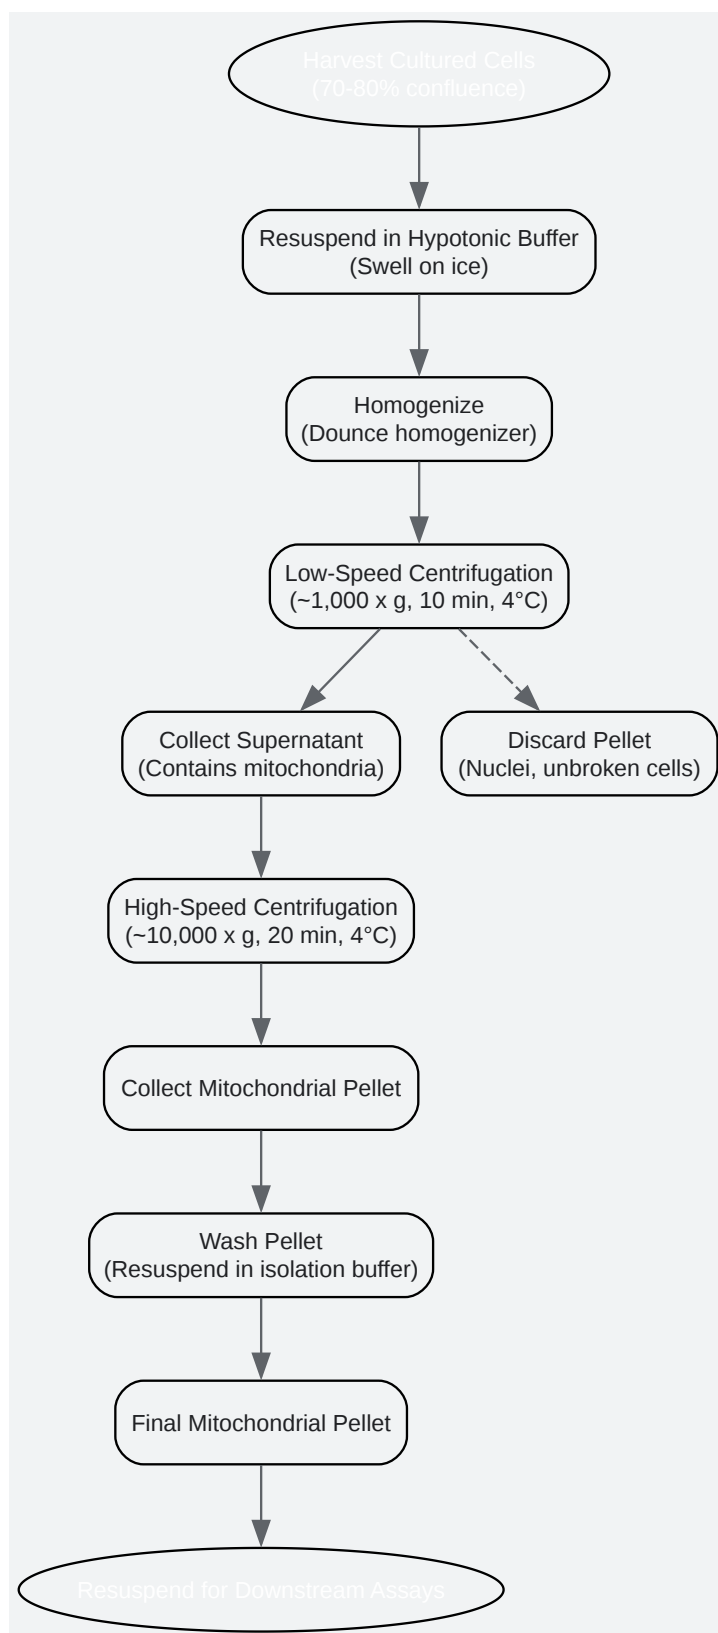 Harvest Cultured Cells
(70-80% confluence)
Resuspend in Hypotonic Buffer
(Swell on ice)
Homogenize
(Dounce homogenizer)
Low-Speed Centrifugation
(~1,000 x g, 10 min, 4°C)
Collect Supernatant
(Contains mitochondria)
Discard Pellet
(Nuclei, unbroken cells)
High-Speed Centrifugation
(~10,000 x g, 20 min, 4°C)
Collect Mitochondrial Pellet
Wash Pellet
(Resuspend in isolation buffer)
Final Mitochondrial Pellet
Resuspend for Downstream Assays